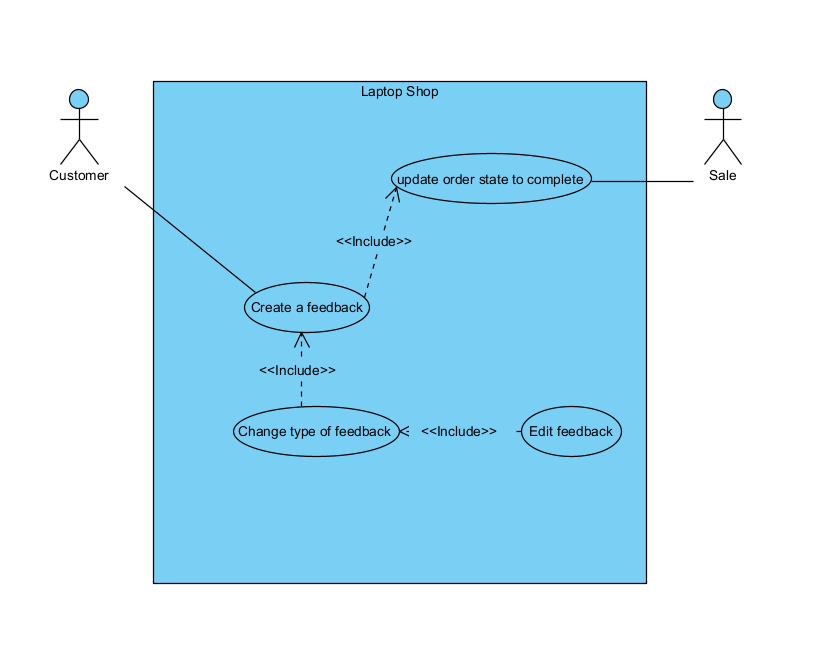 Laptop Shop
Customer
Sale
update order state to complete
<<Include>>
Create a feedback
<<Include>>
Change type of feedback
<<Include>>
Edit feedback